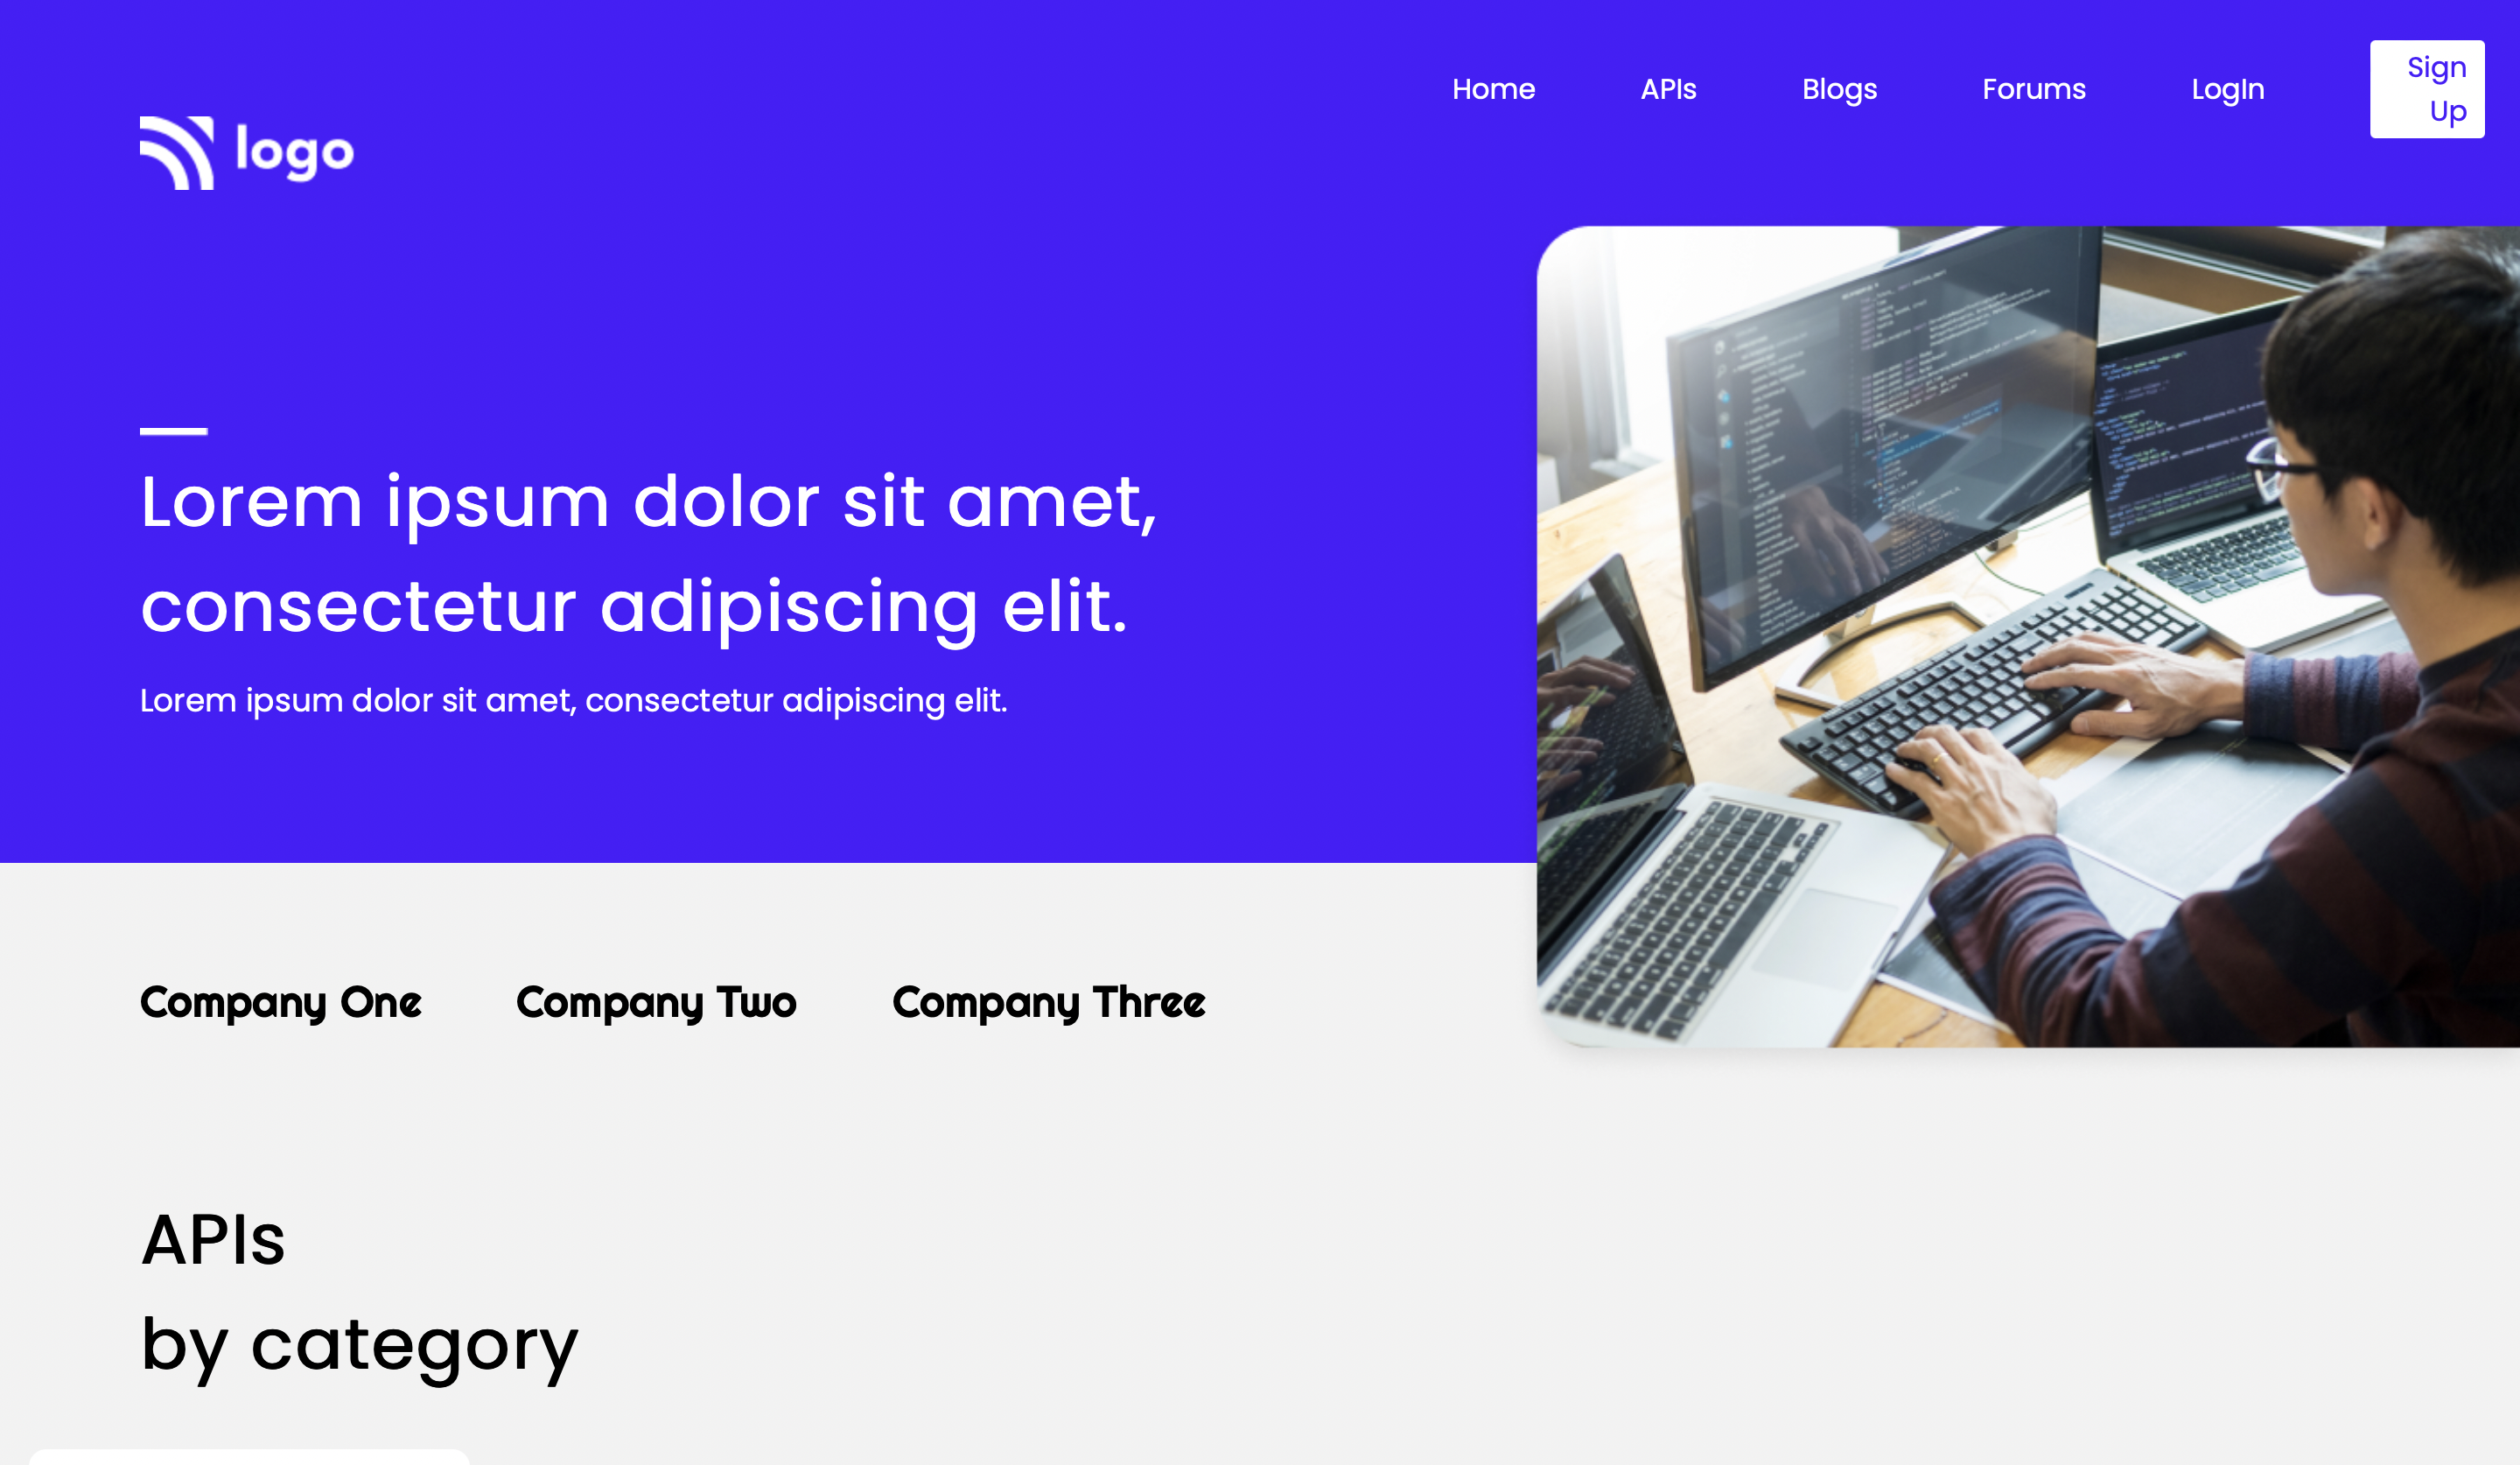 Home APIs Blogs Forums LogIn Sign Up
logo
Lorem ipsum dolor sit amet,
consectetur adipiscing elit.
Lorem ipsum dolor sit amet, consectetur adipiscing elit.
Company One Company Two Company Three
APIs
by category